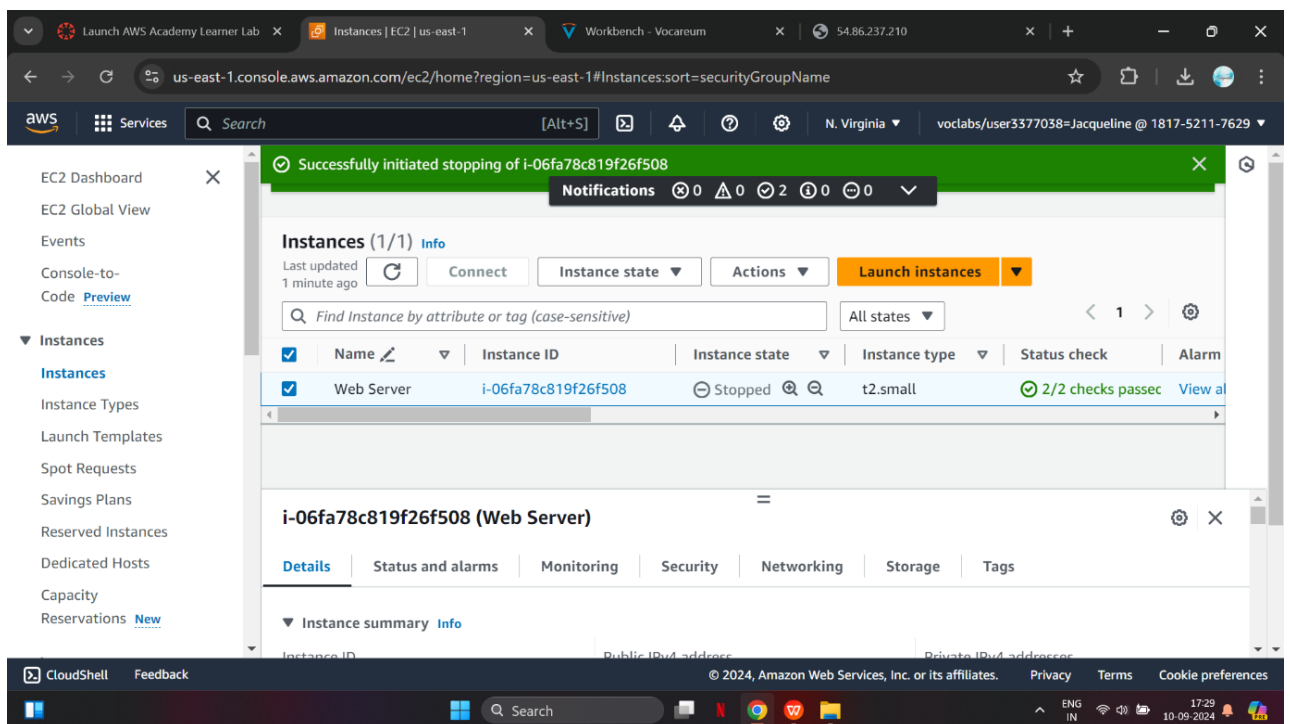 Launch AWS Academy Learner Lab
Instances | EC2 | us-east-1
Workbench - Vocareum
54.86.237.210
us-east-1.console.aws.amazon.com/ec2/home?region=us-east-1#Instances:sort=securityGroupName
aws
Services
Search
[Alt+S]
N. Virginia
voclabs/user3377038=Jacqueline @ 1817-5211-7629
EC2 Dashboard
EC2 Global View
Events
Console-to-
Code Preview
Instances
Instances
Instance Types
Launch Templates
Spot Requests
Savings Plans
Reserved Instances
Dedicated Hosts
Capacity
Reservations New
Successfully initiated stopping of i-06fa78c819f26f508
Notifications 0 0 2 0 0
Instances (1/1) Info
Last updated
1 minute ago
Connect
Instance state
Actions
Launch instances
Find Instance by attribute or tag (case-sensitive)
All states
1
Name Instance ID Instance state Instance type Status check Alarm
Web Server i-06fa78c819f26f508 Stopped t2.small 2/2 checks passec View al
i-06fa78c819f26f508 (Web Server)
Details Status and alarms Monitoring Security Networking Storage Tags
Instance summary Info
Instance ID Public IPv4 address Private IPv4 addresses
CloudShell Feedback
© 2024, Amazon Web Services, Inc. or its affiliates. Privacy Terms Cookie preferences
Search
ENG
IN
17:29
10-09-2024